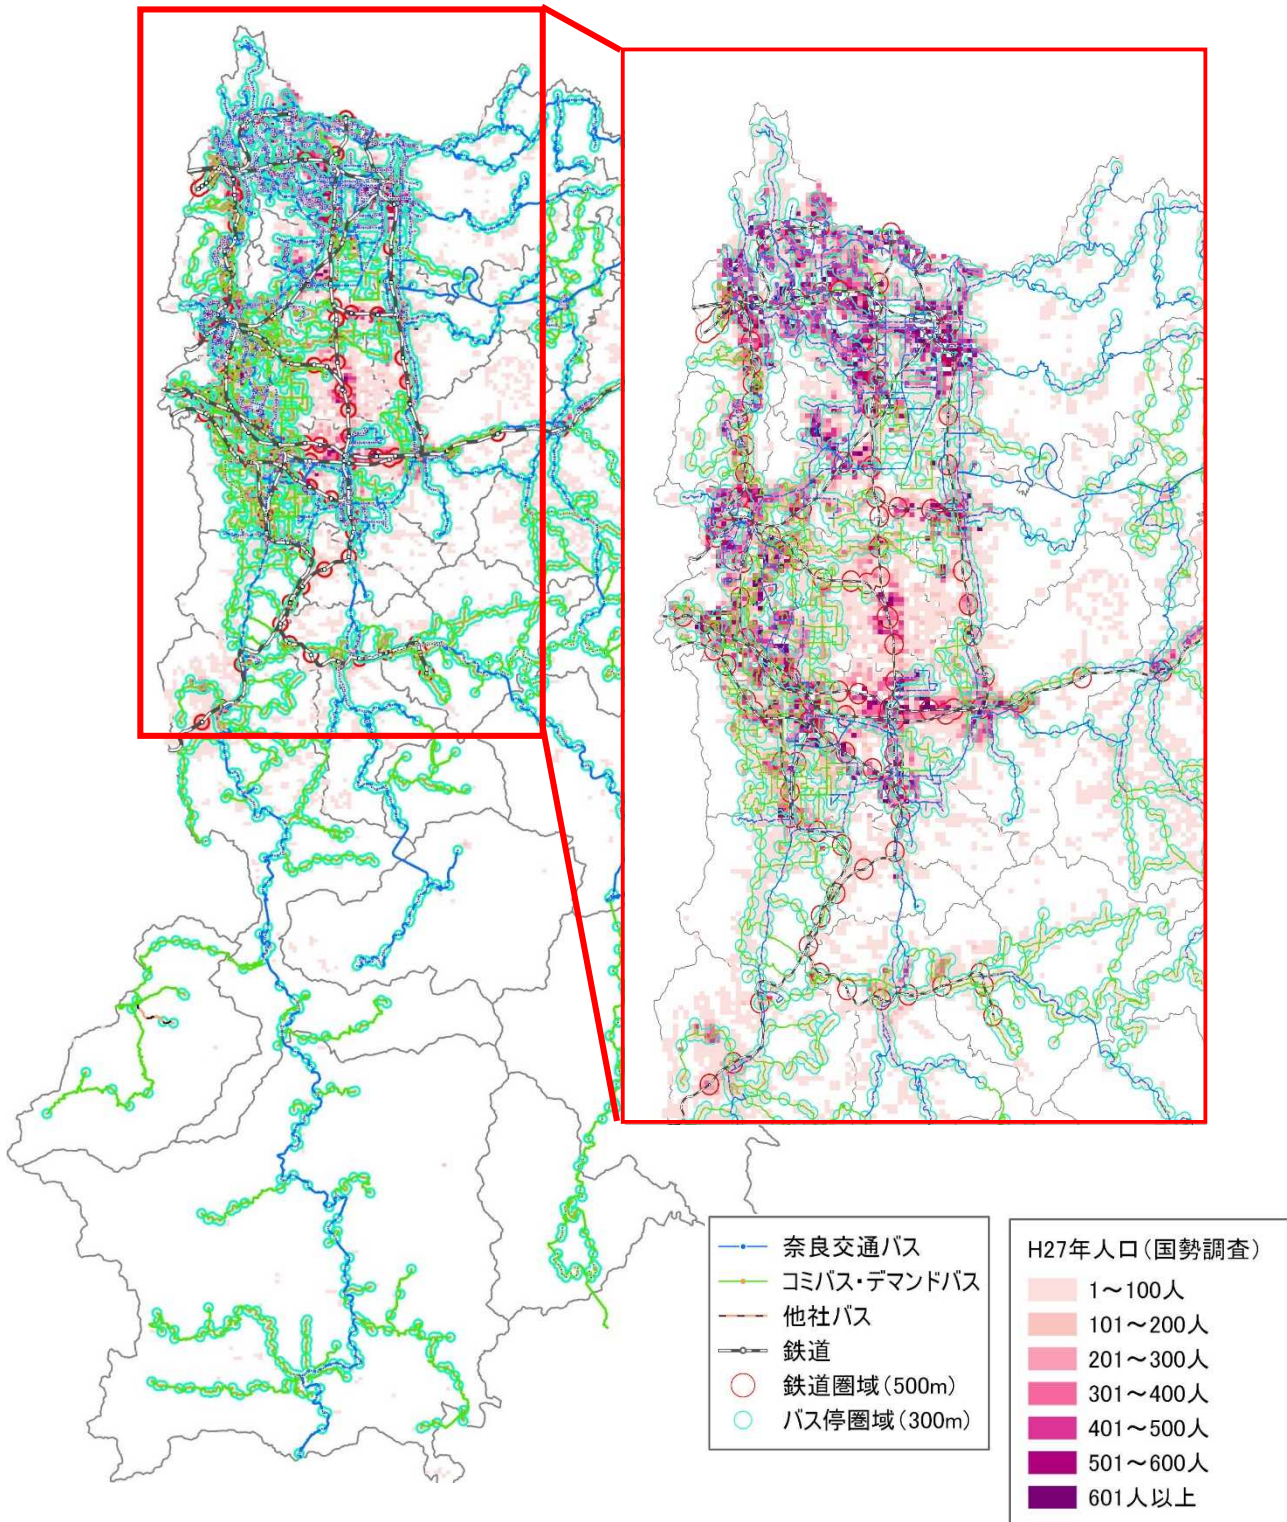 奈良交通バス
コミバス・デマンドバス
他社バス
鉄道
鉄道圏域(500m)
バス停圏域(300m)
H27年人口(国勢調査)
1～100人
101～200人
201～300人
301～400人
401～500人
501～600人
601人以上